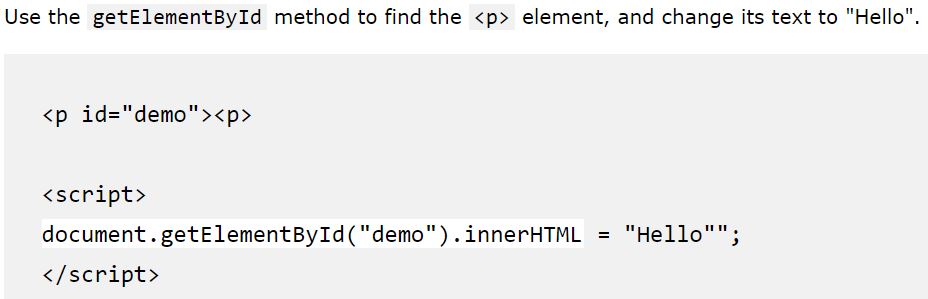 Use the getElementById method to find the <p> element, and change its text to "Hello".
<p id="demo"><p>
<script>
document.getElementById("demo").innerHTML = "Hello"";
</script>